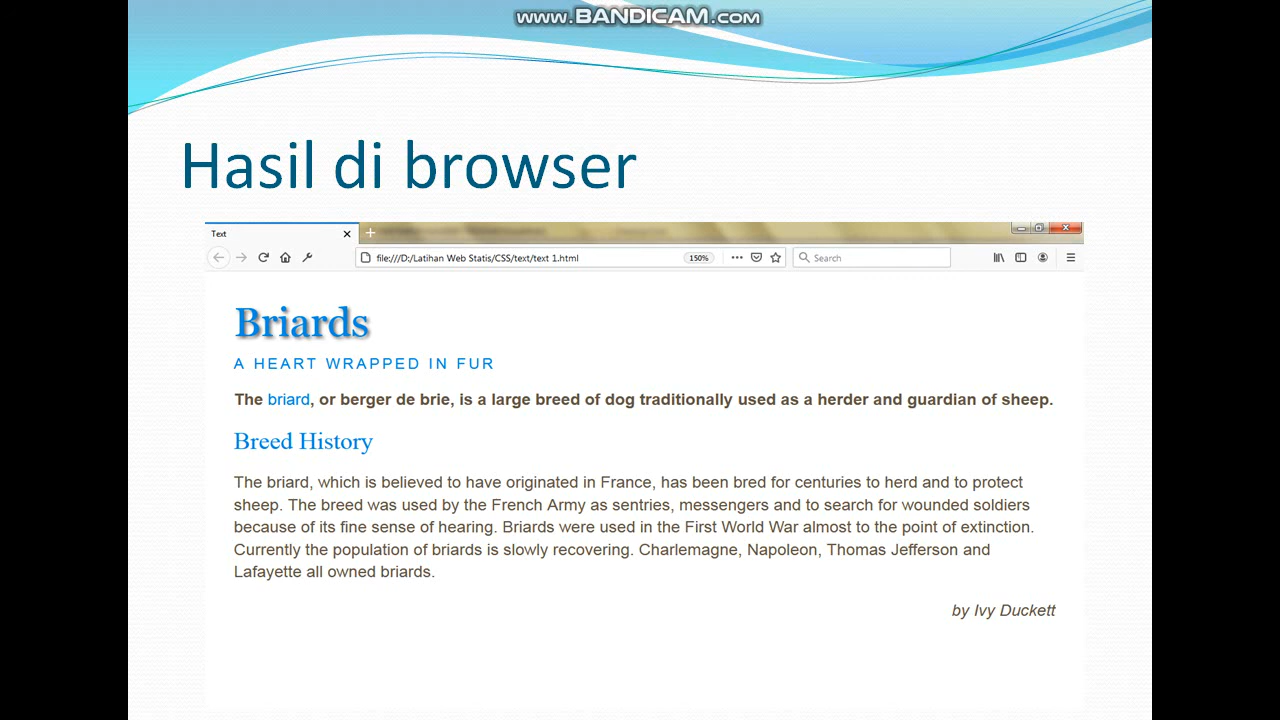 www.BANDICAM.com
Hasil di browser
Text
file:///D:/Latihan Web Statis/CSS/text/text 1.html
150%
Search
Briards
A HEART WRAPPED IN FUR
The briard, or berger de brie, is a large breed of dog traditionally used as a herder and guardian of sheep.
Breed History
The briard, which is believed to have originated in France, has been bred for centuries to herd and to protect
sheep. The breed was used by the French Army as sentries, messengers and to search for wounded soldiers
because of its fine sense of hearing. Briards were used in the First World War almost to the point of extinction.
Currently the population of briards is slowly recovering. Charlemagne, Napoleon, Thomas Jefferson and
Lafayette all owned briards.
by Ivy Duckett